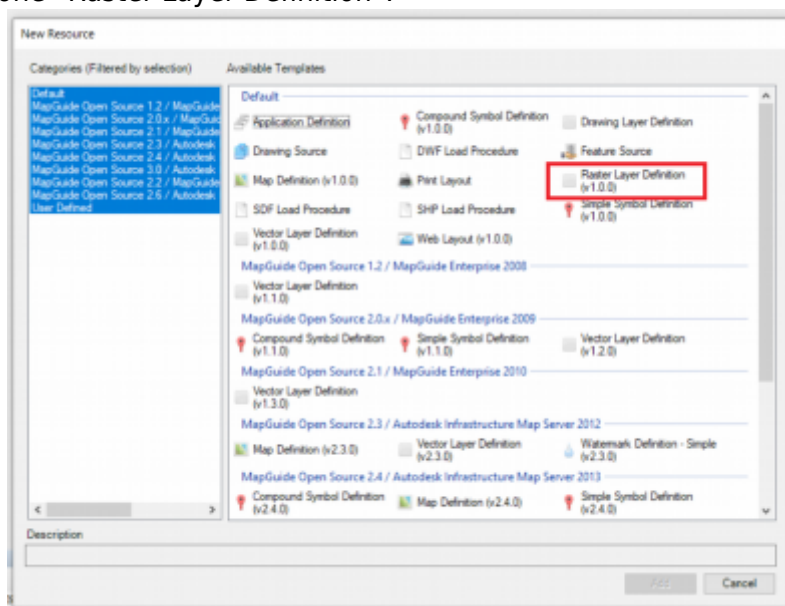 one "Raster Layer Definition".
New Resource
Categories (Filtered by selection)
Available Templates
Default
MapGuide Open Source 1.2 / MapGuide
MapGuide Open Source 2.0.x / MapGuid
MapGuide Open Source 2.1 / MapGuide
MapGuide Open Source 2.3 / Autodesk
MapGuide Open Source 2.4 / Autodesk
MapGuide Open Source 3.0 / Autodesk
MapGuide Open Source 2.2 / MapGuide
MapGuide Open Source 2.6 / Autodesk
User Defined
Default
Application Definition
Compound Symbol Definition
(v1.0.0)
Drawing Layer Definition
Drawing Source
DWF Load Procedure
Feature Source
Map Definition (v1.0.0)
Print Layout
Raster Layer Definition
(v1.0.0)
SDF Load Procedure
SHP Load Procedure
Simple Symbol Definition
(v1.0.0)
Vector Layer Definition
(v1.0.0)
Web Layout (v1.0.0)
MapGuide Open Source 1.2 / MapGuide Enterprise 2008
Vector Layer Definition
(v1.1.0)
MapGuide Open Source 2.0.x / MapGuide Enterprise 2009
Compound Symbol Definition
(v1.1.0)
Simple Symbol Definition
(v1.1.0)
Vector Layer Definition
(v1.2.0)
MapGuide Open Source 2.1 / MapGuide Enterprise 2010
Vector Layer Definition
(v1.3.0)
MapGuide Open Source 2.3 / Autodesk Infrastructure Map Server 2012
Map Definition (v2.3.0)
Vector Layer Definition
(v2.3.0)
Watermark Definition - Simple
(v2.3.0)
MapGuide Open Source 2.4 / Autodesk Infrastructure Map Server 2013
Compound Symbol Definition
(v2.4.0)
Map Definition (v2.4.0)
Simple Symbol Definition
(v2.4.0)
Description
Add
Cancel